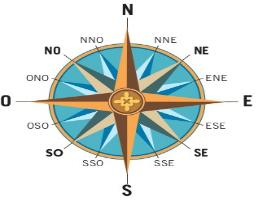 N
NNO NNE
NO NE
ONO ENE
O E
OSO ESE
SO SE
SSO SSE
S